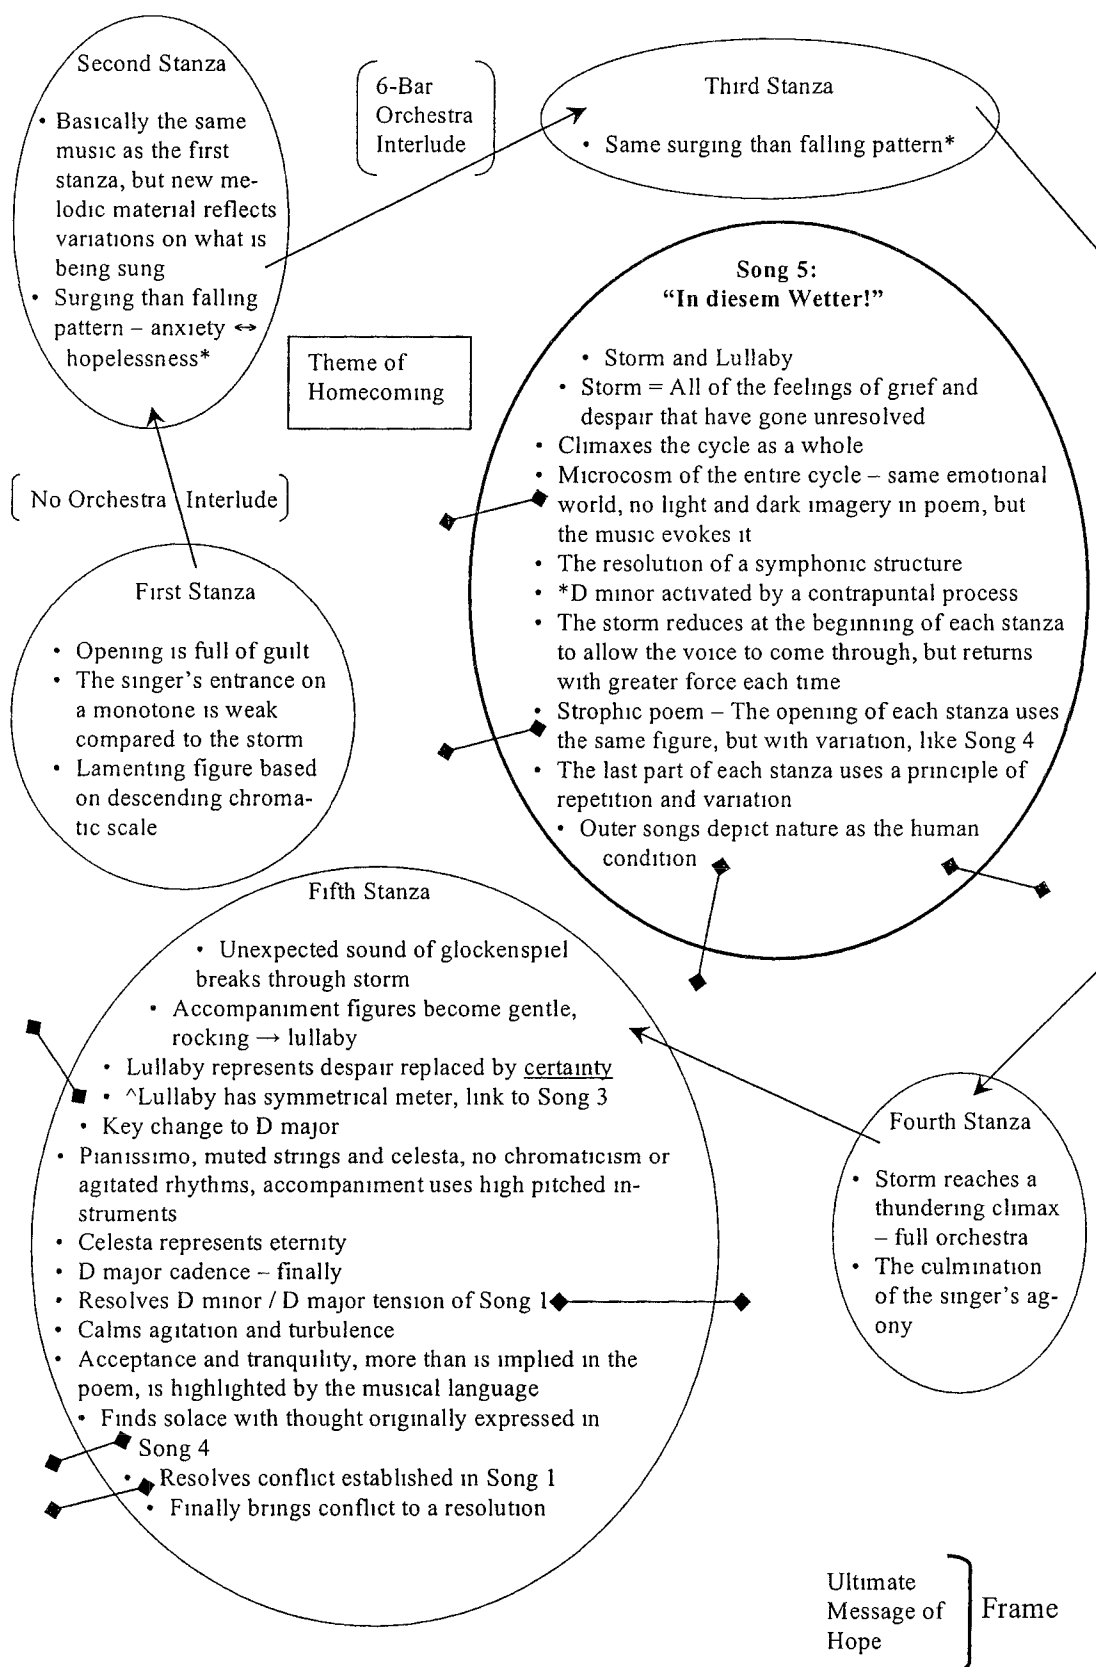 Second Stanza
• Basically the same
music as the first
stanza, but new me-
lodic material reflects
variations on what is
being sung
• Surging than falling
pattern – anxiety ↔
hopelessness*
6-Bar
Orchestra
Interlude
Third Stanza
• Same surging than falling pattern*
Song 5:
“In diesem Wetter!”
• Storm and Lullaby
• Storm = All of the feelings of grief and
despair that have gone unresolved
• Climaxes the cycle as a whole
• Microcosm of the entire cycle – same emotional
world, no light and dark imagery in poem, but
the music evokes it
• The resolution of a symphonic structure
• *D minor activated by a contrapuntal process
• The storm reduces at the beginning of each stanza
to allow the voice to come through, but returns
with greater force each time
• Strophic poem – The opening of each stanza uses
the same figure, but with variation, like Song 4
• The last part of each stanza uses a principle of
repetition and variation
• Outer songs depict nature as the human
condition
Theme of
Homecoming
No Orchestra Interlude
First Stanza
• Opening is full of guilt
• The singer’s entrance on
a monotone is weak
compared to the storm
• Lamenting figure based
on descending chroma-
tic scale
Fifth Stanza
• Unexpected sound of glockenspiel
breaks through storm
• Accompaniment figures become gentle,
rocking → lullaby
• Lullaby represents despair replaced by certainty
• ^Lullaby has symmetrical meter, link to Song 3
• Key change to D major
• Pianissimo, muted strings and celesta, no chromaticism or
agitated rhythms, accompaniment uses high pitched in-
struments
• Celesta represents eternity
• D major cadence – finally
• Resolves D minor / D major tension of Song 1
• Calms agitation and turbulence
• Acceptance and tranquility, more than is implied in the
poem, is highlighted by the musical language
• Finds solace with thought originally expressed in
Song 4
• Resolves conflict established in Song 1
• Finally brings conflict to a resolution
Fourth Stanza
• Storm reaches a
thundering climax
– full orchestra
• The culmination
of the singer’s ag-
ony
Ultimate
Message of
Hope
Frame